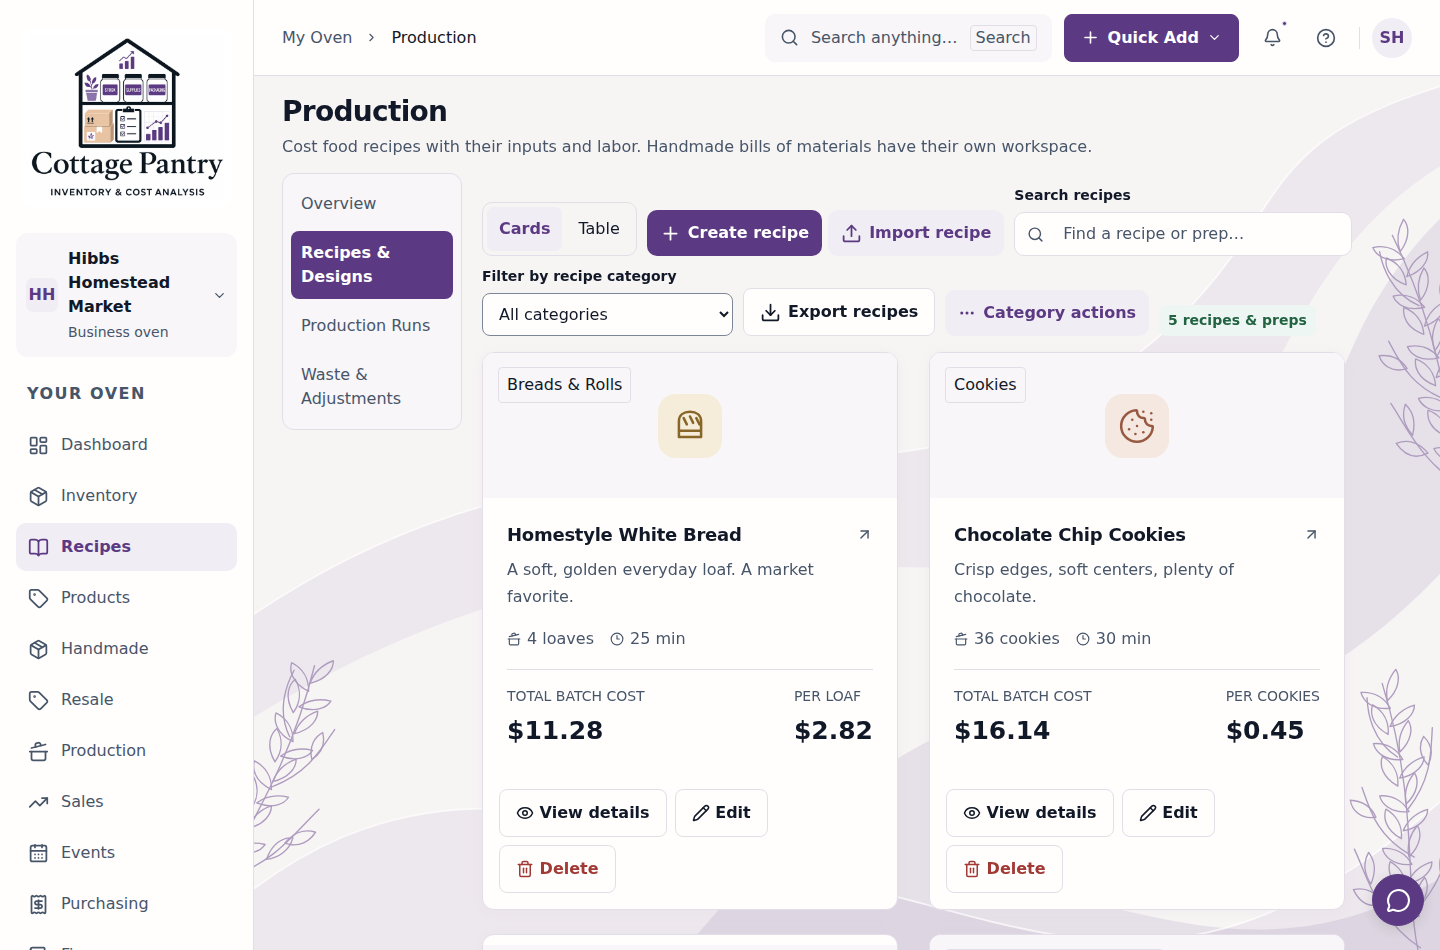 Cottage Pantry
INVENTORY & COST ANALYSIS
HH
Hibbs
Homestead
Market
Business oven
YOUR OVEN
Dashboard
Inventory
Recipes
Products
Handmade
Resale
Production
Sales
Events
Purchasing
My Oven > Production
Search anything... Search
+ Quick Add
SH
Production
Cost food recipes with their inputs and labor. Handmade bills of materials have their own workspace.
Overview
Recipes &
Designs
Production Runs
Waste &
Adjustments
Cards Table
+ Create recipe
Import recipe
Search recipes
Find a recipe or prep...
Filter by recipe category
All categories
Export recipes
Category actions
5 recipes & preps
Breads & Rolls
Homestyle White Bread
A soft, golden everyday loaf. A market
favorite.
4 loaves 25 min
TOTAL BATCH COST PER LOAF
$11.28 $2.82
View details Edit
Delete
Cookies
Chocolate Chip Cookies
Crisp edges, soft centers, plenty of
chocolate.
36 cookies 30 min
TOTAL BATCH COST PER COOKIES
$16.14 $0.45
View details Edit
Delete